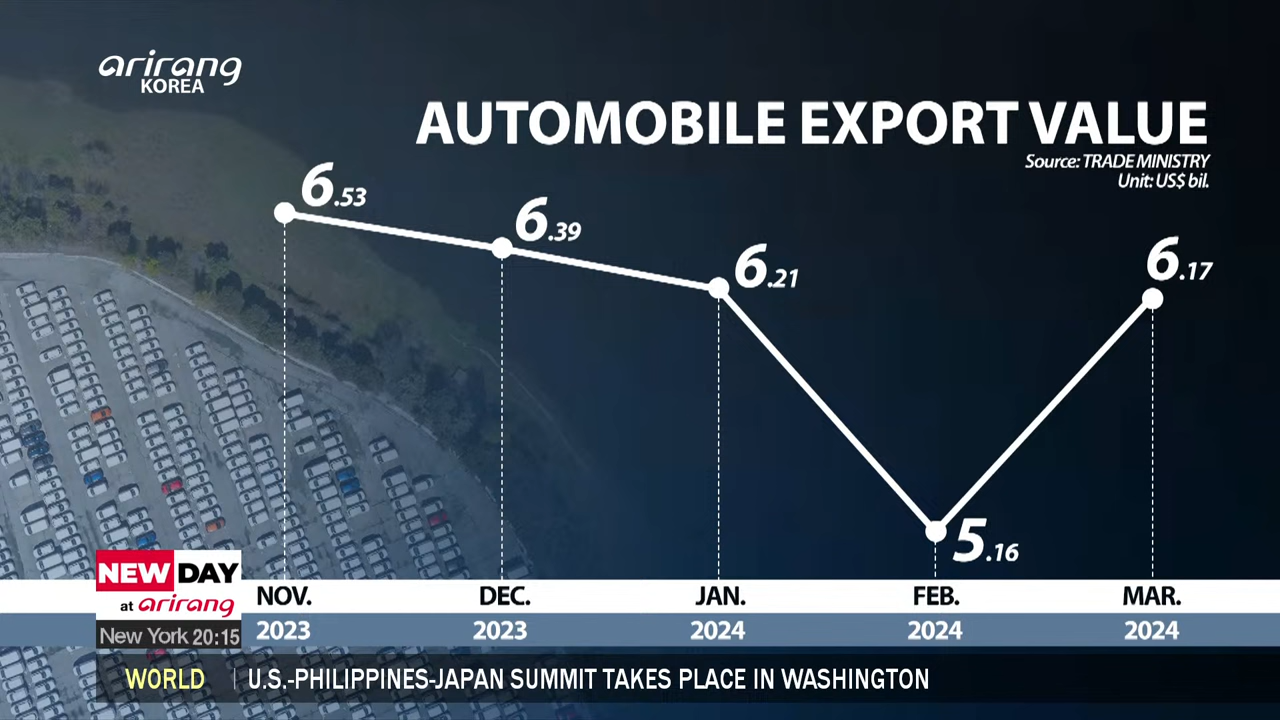 arirang
KOREA
AUTOMOBILE EXPORT VALUE
Source: TRADE MINISTRY
Unit: US$ bil.
6.53
6.39
6.21
5.16
6.17
NOV. DEC. JAN. FEB. MAR.
2023 2023 2024 2024 2024
NEW DAY
at arirang
New York 20:15
WORLD U.S.-PHILIPPINES-JAPAN SUMMIT TAKES PLACE IN WASHINGTON